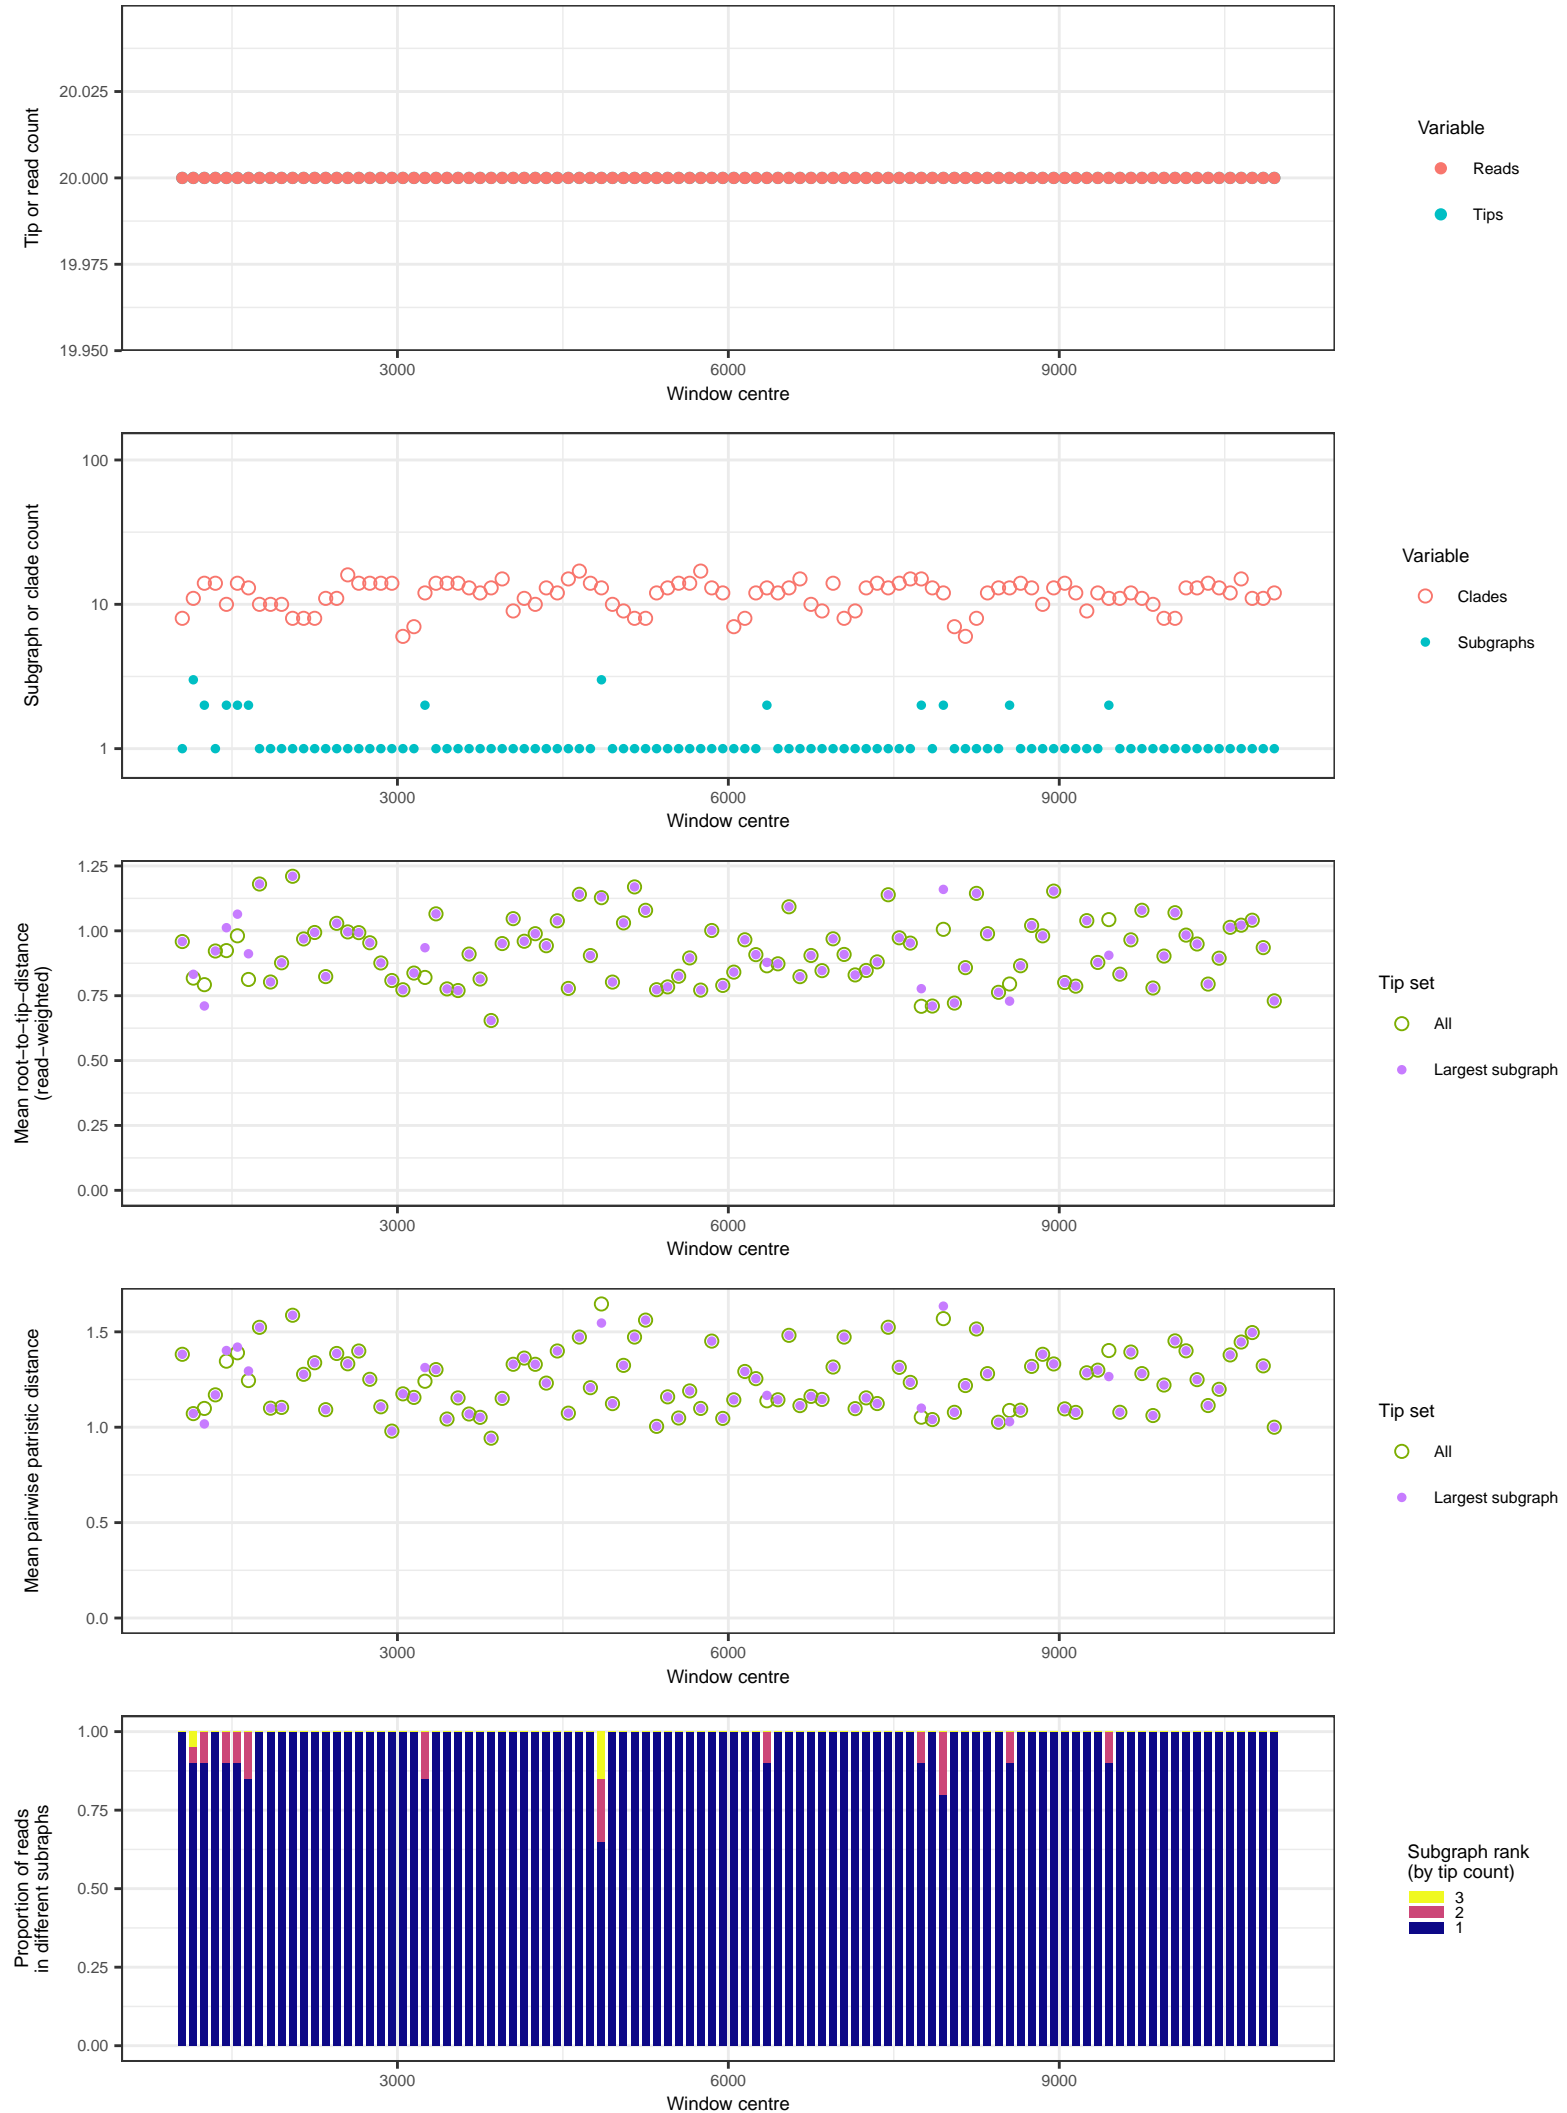 20.025
20.000
19.975
19.950
Tip or read count
3000
6000
9000
Window centre
Variable
Reads
Tips
100
10
1
Subgraph or clade count
3000
6000
9000
Window centre
Variable
Clades
Subgraphs
1.25
1.00
0.75
0.50
0.25
0.00
Mean root−to−tip−distance
(read−weighted)
3000
6000
9000
Window centre
Tip set
All
Largest subgraph
1.5
1.0
0.5
0.0
Mean pairwise patristic distance
3000
6000
9000
Window centre
Tip set
All
Largest subgraph
1.00
0.75
0.50
0.25
0.00
Proportion of reads
in different subraphs
3000
6000
9000
Window centre
Subgraph rank
(by tip count)
3
2
1